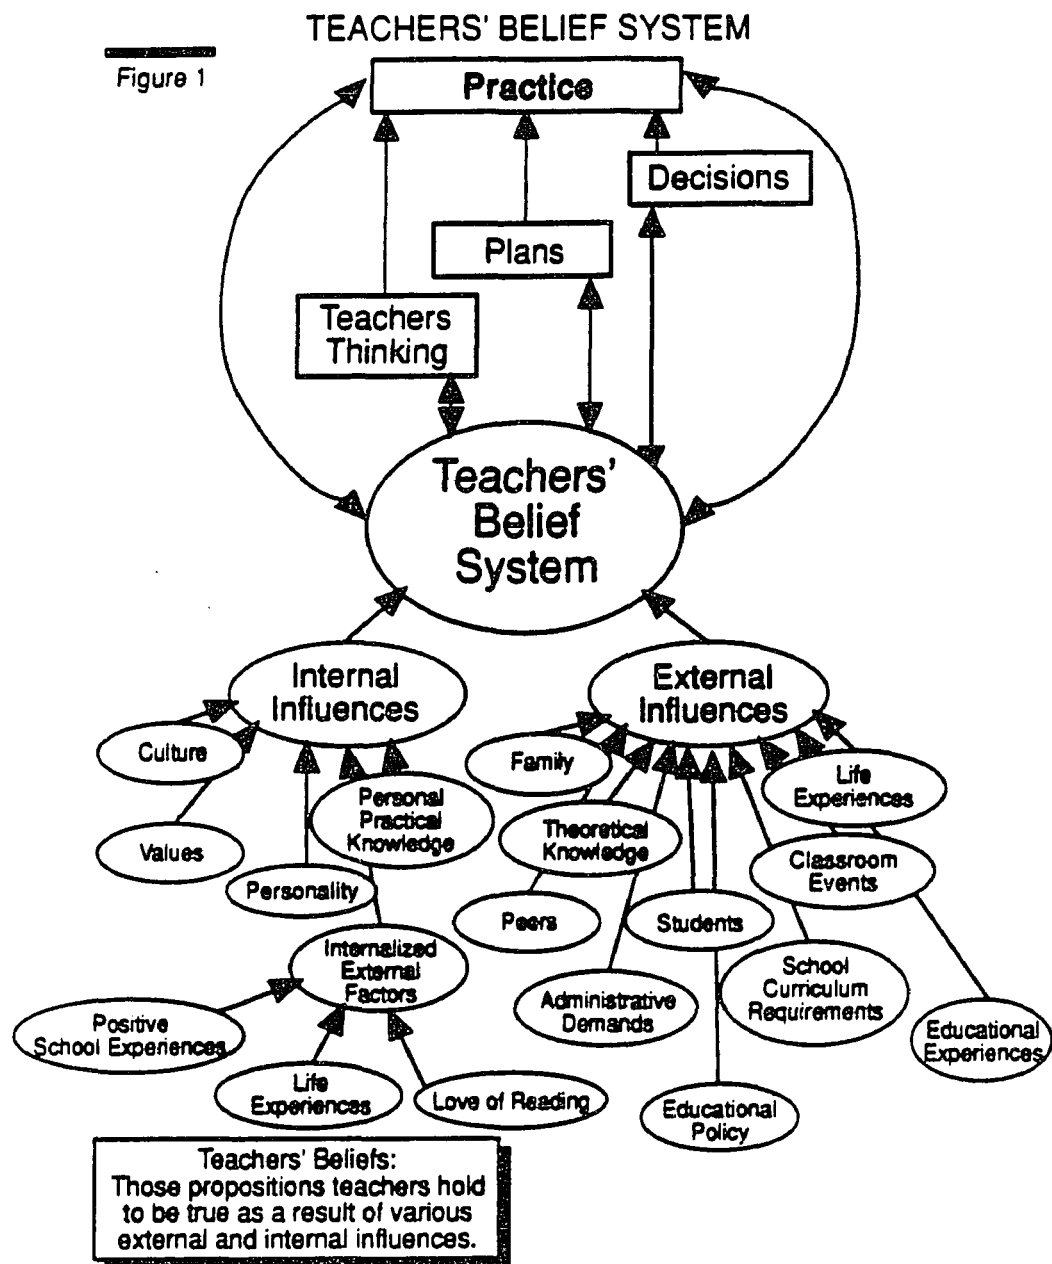 TEACHERS' BELIEF SYSTEM
Figure 1
Practice
Decisions
Plans
Teachers
Thinking
Teachers'
Belief
System
Internal
Influences
External
Influences
Culture
Family
Life
Experiences
Personal
Practical
Knowledge
Theoretical
Knowledge
Values
Classroom
Events
Personality
Peers
Students
Internalized
External
Factors
School
Curriculum
Requirements
Administrative
Demands
Positive
School Experiences
Educational
Experiences
Life
Experiences
Love of Reading
Educational
Policy
Teachers' Beliefs:
Those propositions teachers hold
to be true as a result of various
external and internal influences.